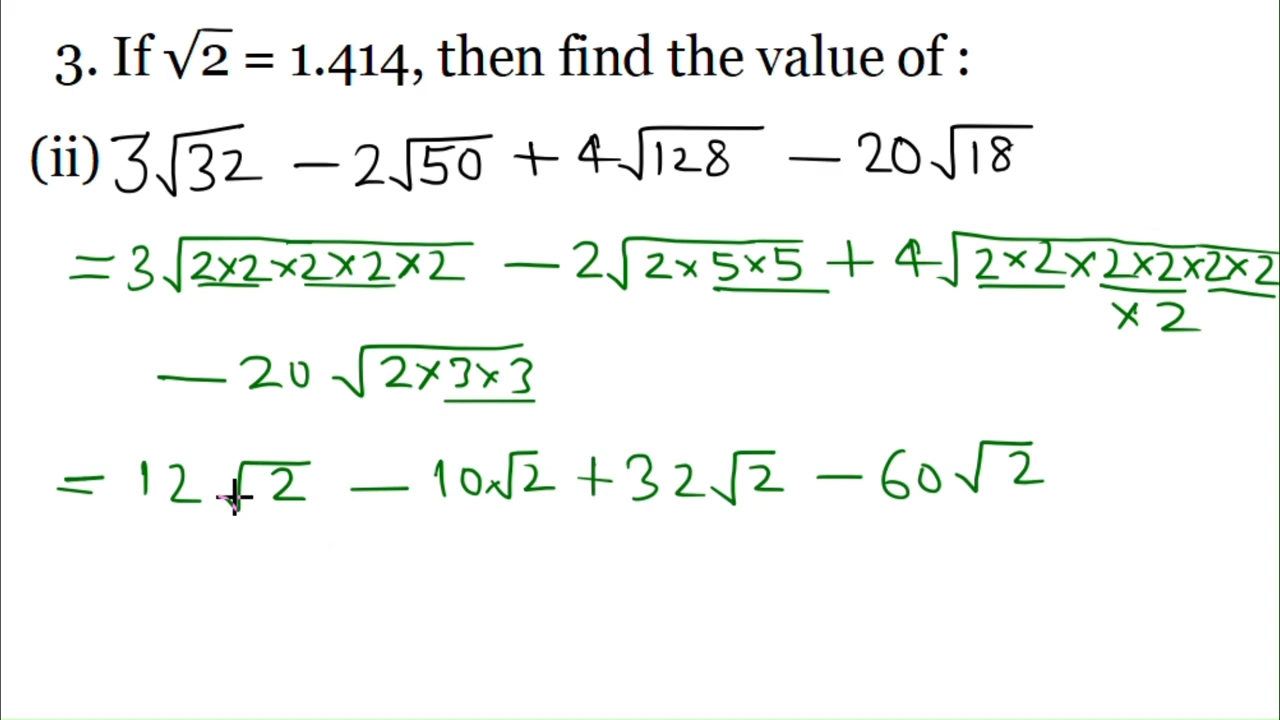 3. If √2 = 1.414, then find the value of :
(ii) 3√32 − 2√50 + 4√128 − 20√18
= 3√2×2×2×2×2 − 2√2×5×5 + 4√2×2×2×2×2×2
×2
− 20√2×3×3
= 12√2 − 10×√2 + 32√2 − 60√2